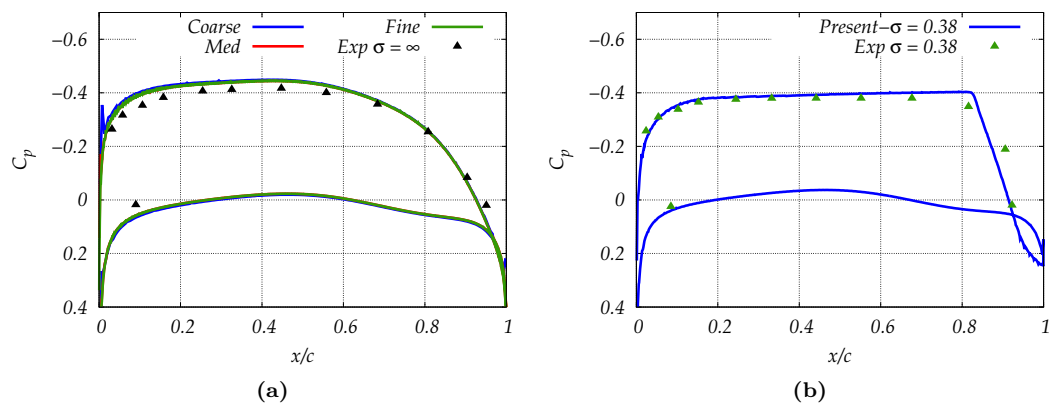 Coarse
Med
Fine
Exp σ = ∞
−0.6
−0.4
−0.2
0
0.2
0.4
C_p
0 0.2 0.4 0.6 0.8 1
x/c
(a)
Present−σ = 0.38
Exp σ = 0.38
−0.6
−0.4
−0.2
0
0.2
0.4
C_p
0 0.2 0.4 0.6 0.8 1
x/c
(b)